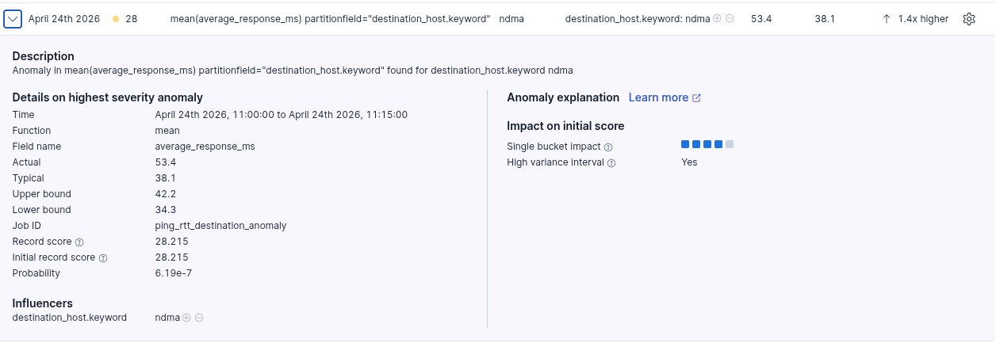 April 24th 2026 28 mean(average_response_ms) partitionfield="destination_host.keyword" ndma destination_host.keyword: ndma 53.4 38.1 ↑ 1.4x higher
Description
Anomaly in mean(average_response_ms) partitionfield="destination_host.keyword" found for destination_host.keyword ndma
Details on highest severity anomaly
Time April 24th 2026, 11:00:00 to April 24th 2026, 11:15:00
Function mean
Field name average_response_ms
Actual 53.4
Typical 38.1
Upper bound 42.2
Lower bound 34.3
Job ID ping_rtt_destination_anomaly
Record score 28.215
Initial record score 28.215
Probability 6.19e-7
Influencers
destination_host.keyword ndma
Anomaly explanation Learn more
Impact on initial score
Single bucket impact
High variance interval Yes